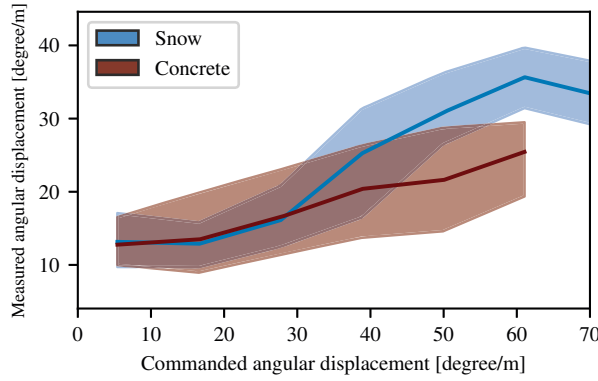 Measured angular displacement [degree/m]
40
30
20
10
Snow
Concrete
0 10 20 30 40 50 60 70
Commanded angular displacement [degree/m]